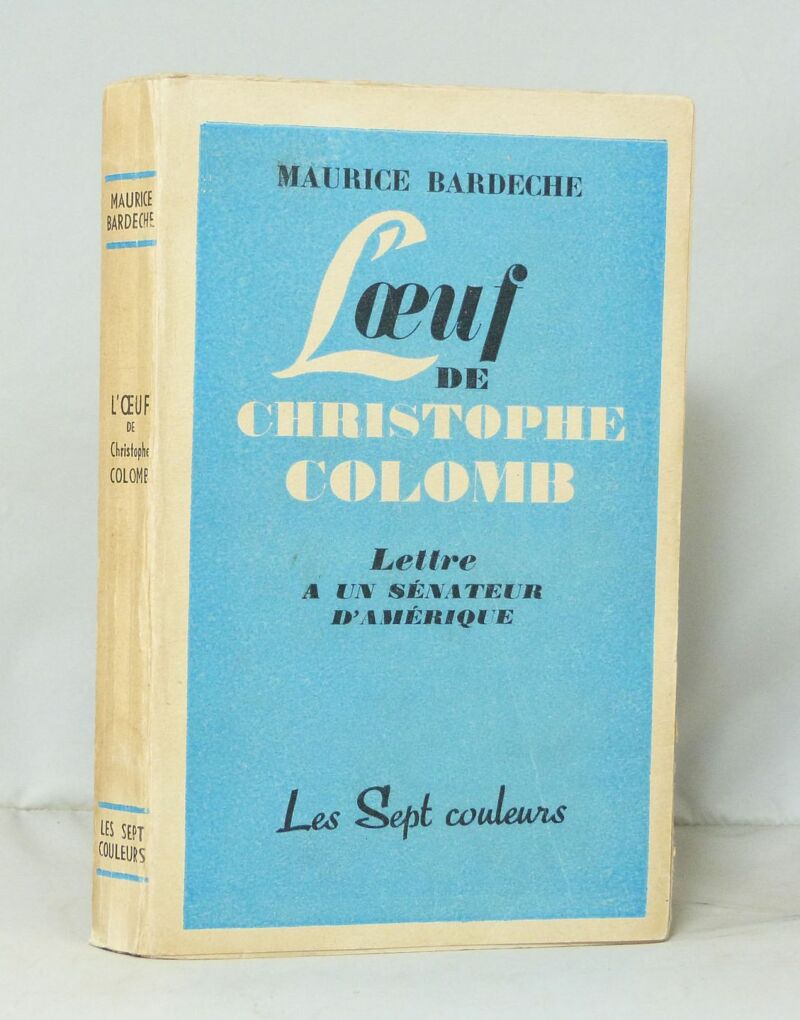 MAURICE
BARDECHE
L'ŒUF
DE
Christophe
COLOMB
LES SEPT
COULEURS
MAURICE BARDECHE
L'œuf
DE
CHRISTOPHE
COLOMB
Lettre
A UN SÉNATEUR
D'AMÉRIQUE
Les Sept couleurs